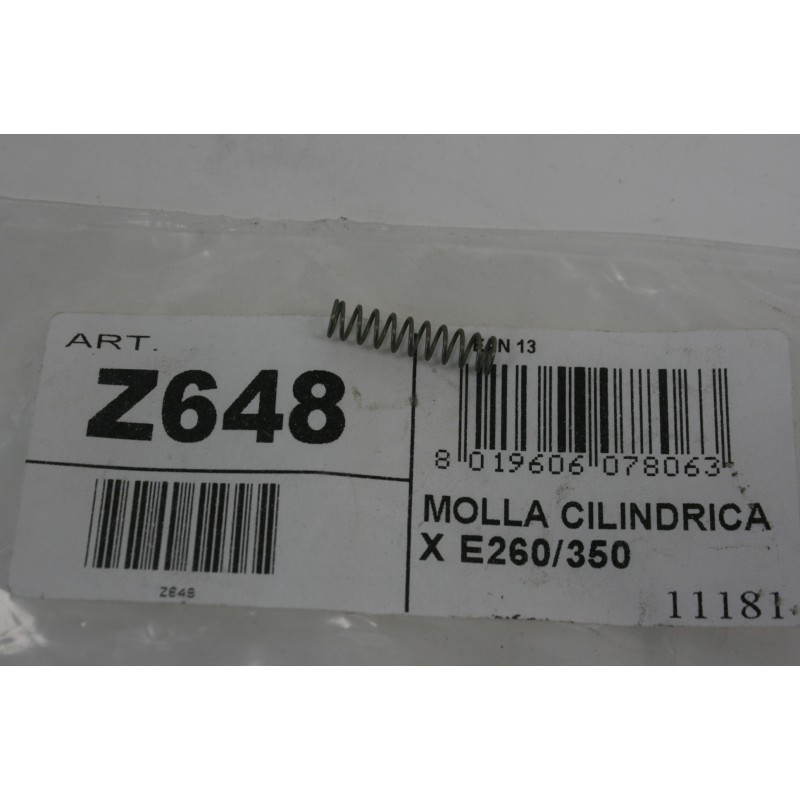 ART.
Z648
Z648
EAN 13
8 019606 078063
MOLLA CILINDRICA
X E260/350
11181